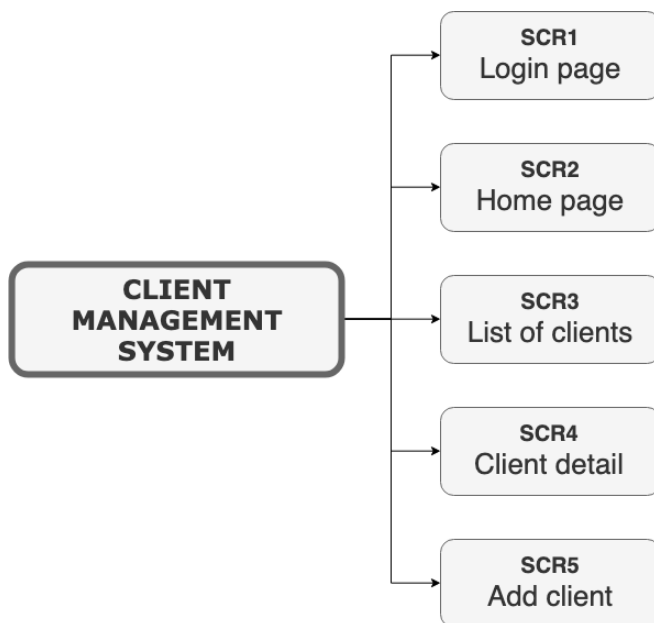 SCR1
Login page
SCR2
Home page
CLIENT
MANAGEMENT
SYSTEM
SCR3
List of clients
SCR4
Client detail
SCR5
Add client